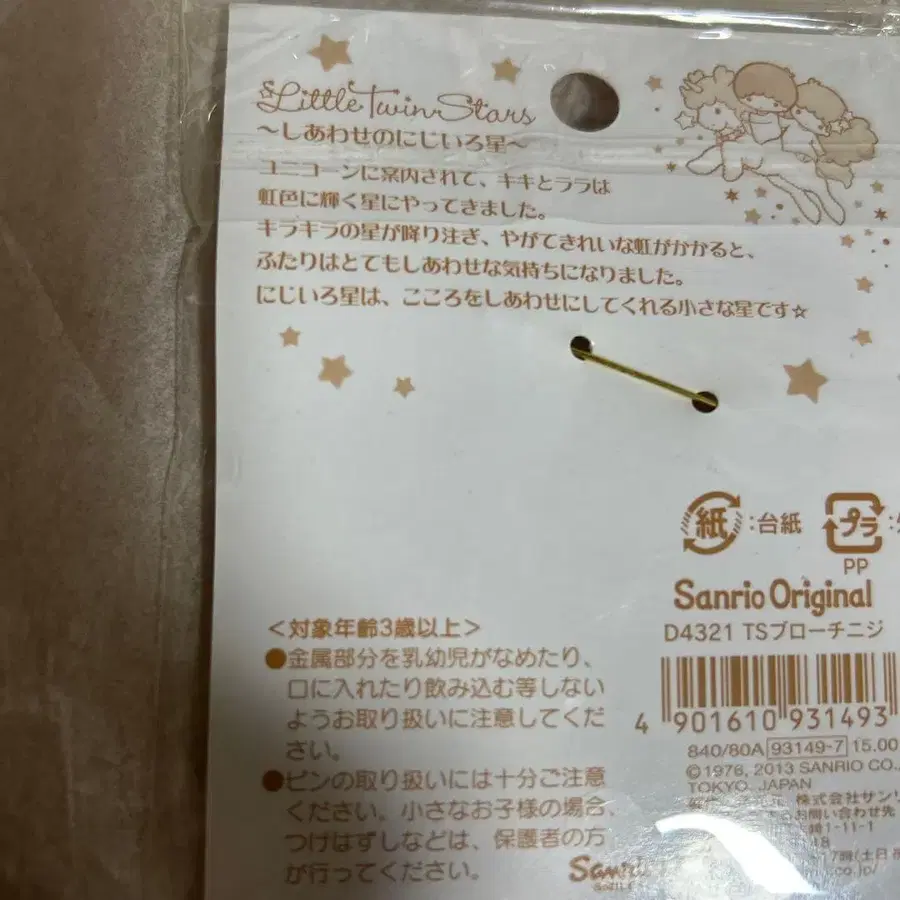 Little Twin Stars
~しあわせのにじいろ星~
ユニコーンに案内されて、キキとララは
虹色に輝く星にやってきました。
キラキラの星が降り注ぎ、やがてきれいな虹がかかると、
ふたりはとてもしあわせな気持ちになりました。
にじいろ星は、こころをしあわせにしてくれる小さな星です☆
紙:台紙
プラ:
PP
Sanrio Original
D4321 TSブローチニジ
4 901610 931493
840/80A 93149-7 15.00
©1976, 2013 SANRIO CO.,
TOKYO, JAPAN
株式会社サンリ
お問い合わせ先
1-11-1
18
17時(土日
.co.jp/
<対象年齢3歳以上>
●金属部分を乳幼児がなめたり、
口に入れたり飲み込む等しない
ようお取り扱いに注意してくだ
さい。
●ピンの取り扱いには十分ご注意
ください。小さなお子様の場合、
つけはずしなどは、保護者の方
が行ってください。
Sanri